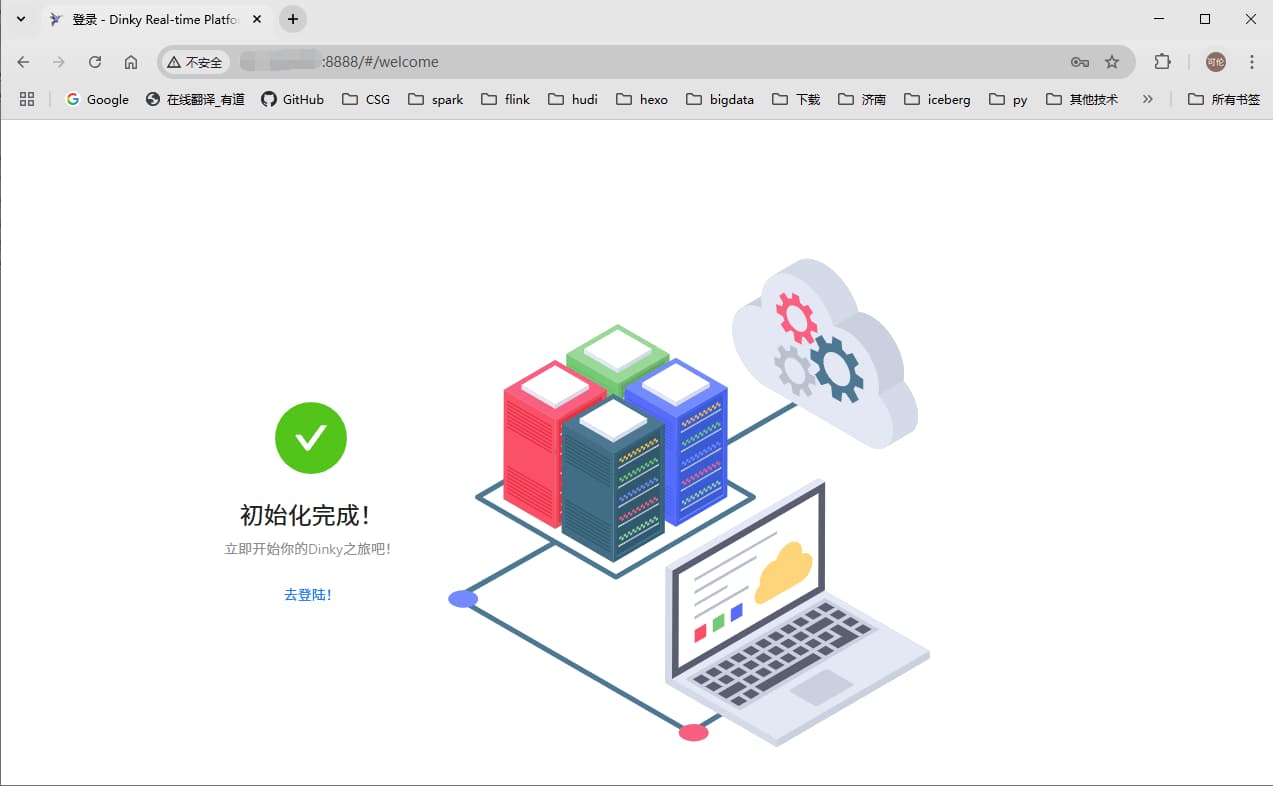 登录 - Dinky Real-time Platfo
不安全 :8888/#/welcome
Google 在线翻译_有道 GitHub CSG spark flink hudi hexo bigdata 下载 济南 iceberg py 其他技术 » 所有书签
可伦
初始化完成！
立即开始你的Dinky之旅吧！
去登陆！